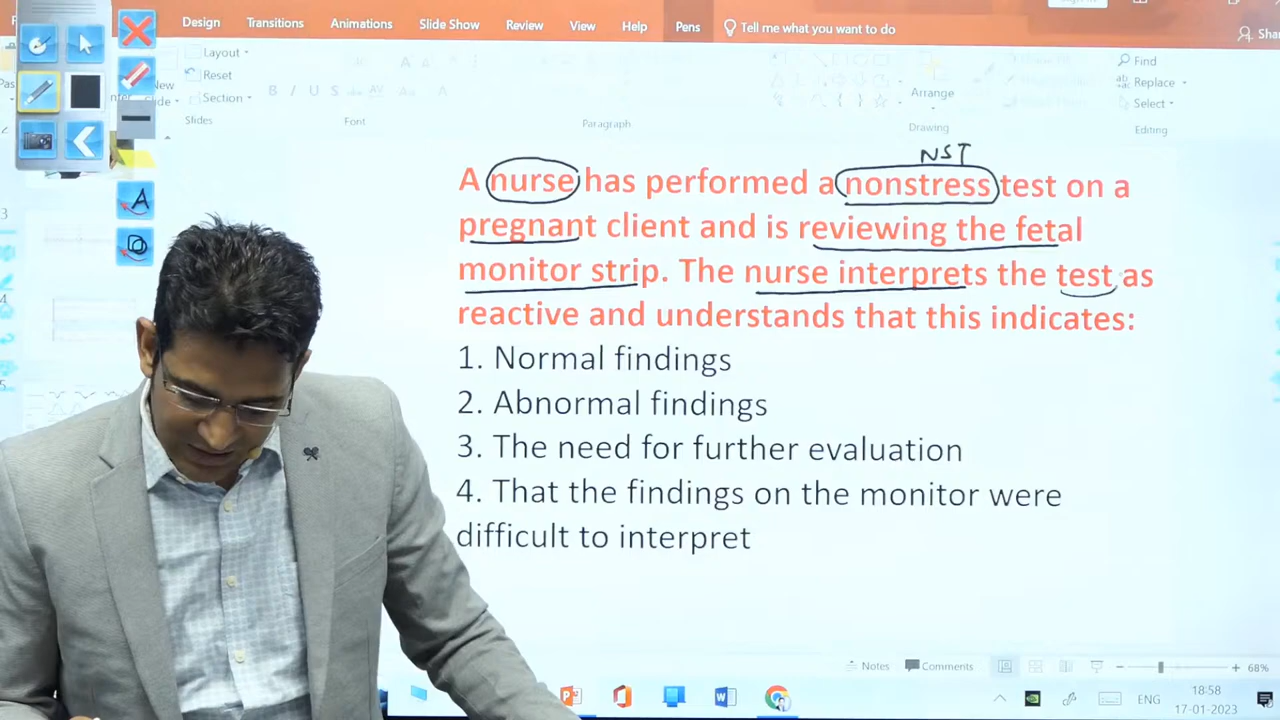 Design Transitions Animations Slide Show Review View Help Pens Tell me what you want to do
Shar
Layout
Find
Reset
New
Replace
Section
Arrange
Select
Slides Font Paragraph Drawing Editing
NST
A nurse has performed a nonstress test on a
pregnant client and is reviewing the fetal
monitor strip. The nurse interprets the test as
reactive and understands that this indicates:
1. Normal findings
2. Abnormal findings
3. The need for further evaluation
4. That the findings on the monitor were
difficult to interpret
Notes Comments 68%
ENG 18:58
17-01-2023